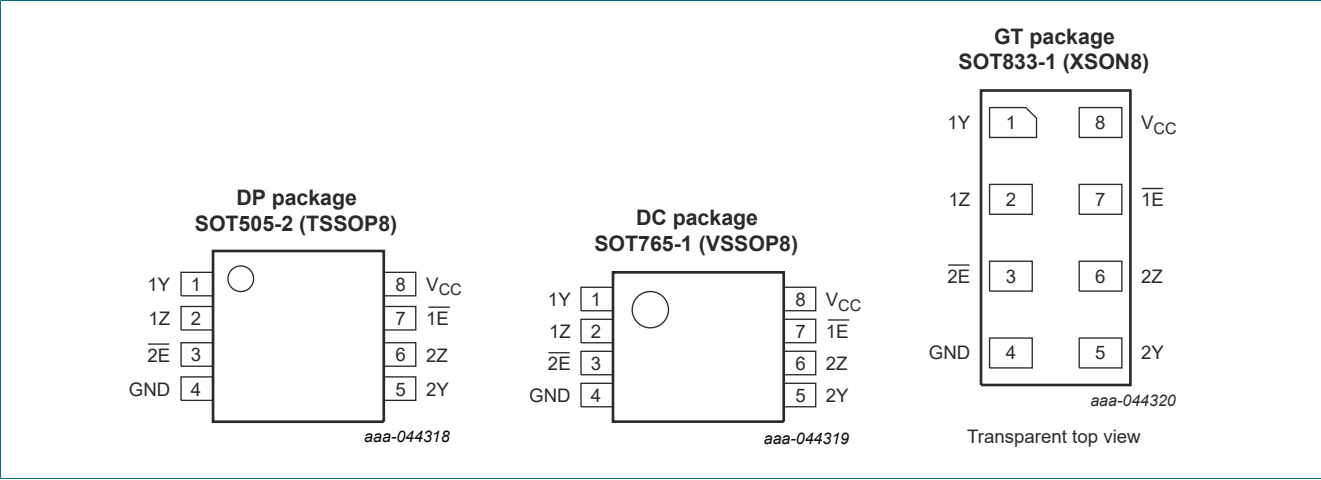 DP package
SOT505-2 (TSSOP8)
1Y 1 8 VCC
1Z 2 7 1E̅
2E̅ 3 6 2Z
GND 4 5 2Y
aaa-044318
DC package
SOT765-1 (VSSOP8)
1Y 1 8 VCC
1Z 2 7 1E̅
2E̅ 3 6 2Z
GND 4 5 2Y
aaa-044319
GT package
SOT833-1 (XSON8)
1Y 1 8 VCC
1Z 2 7 1E̅
2E̅ 3 6 2Z
GND 4 5 2Y
aaa-044320
Transparent top view